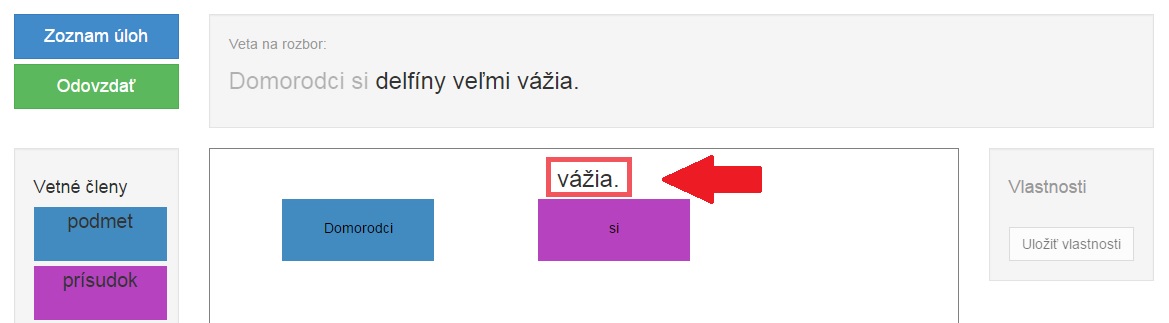 Zoznam úloh
Odovzdať
Veta na rozbor:
Domorodci si delfíny veľmi vážia.
Vetné členy
podmet
prísudok
vážia.
Domorodci
si
Vlastnosti
Uložiť vlastnosti